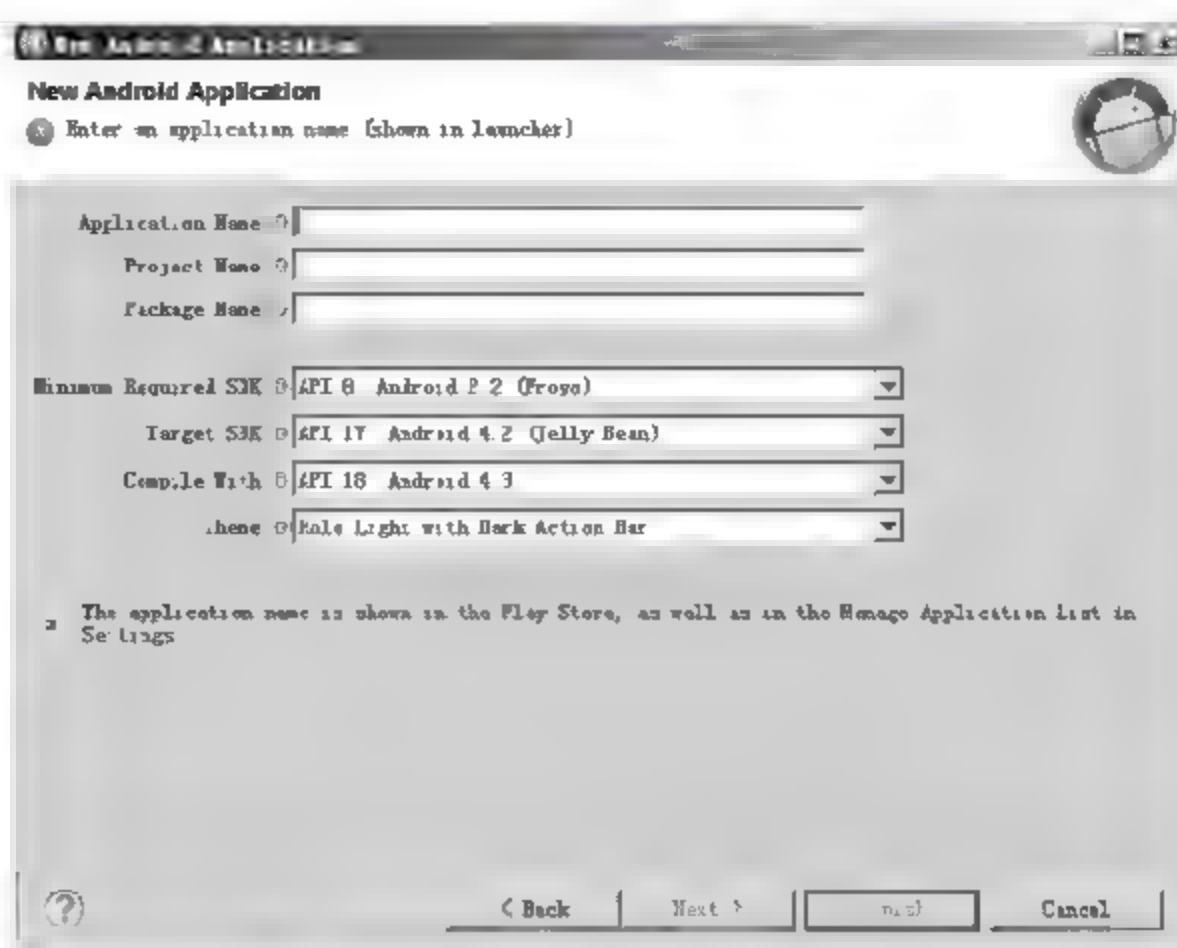 New Android Application
New Android Application
Enter an application name (shown in launcher)
Application Name
Project Name
Package Name
Minimum Required SDK API 8 Android 2 2 (Froyo)
Target SDK API 17 Android 4.2 (Jelly Bean)
Compile With API 18 Android 4 3
Theme Holo Light with Dark Action Bar
The application name is shown in the Play Store, as well as in the Manage Application List in
Settings
< Back Next > Cancel